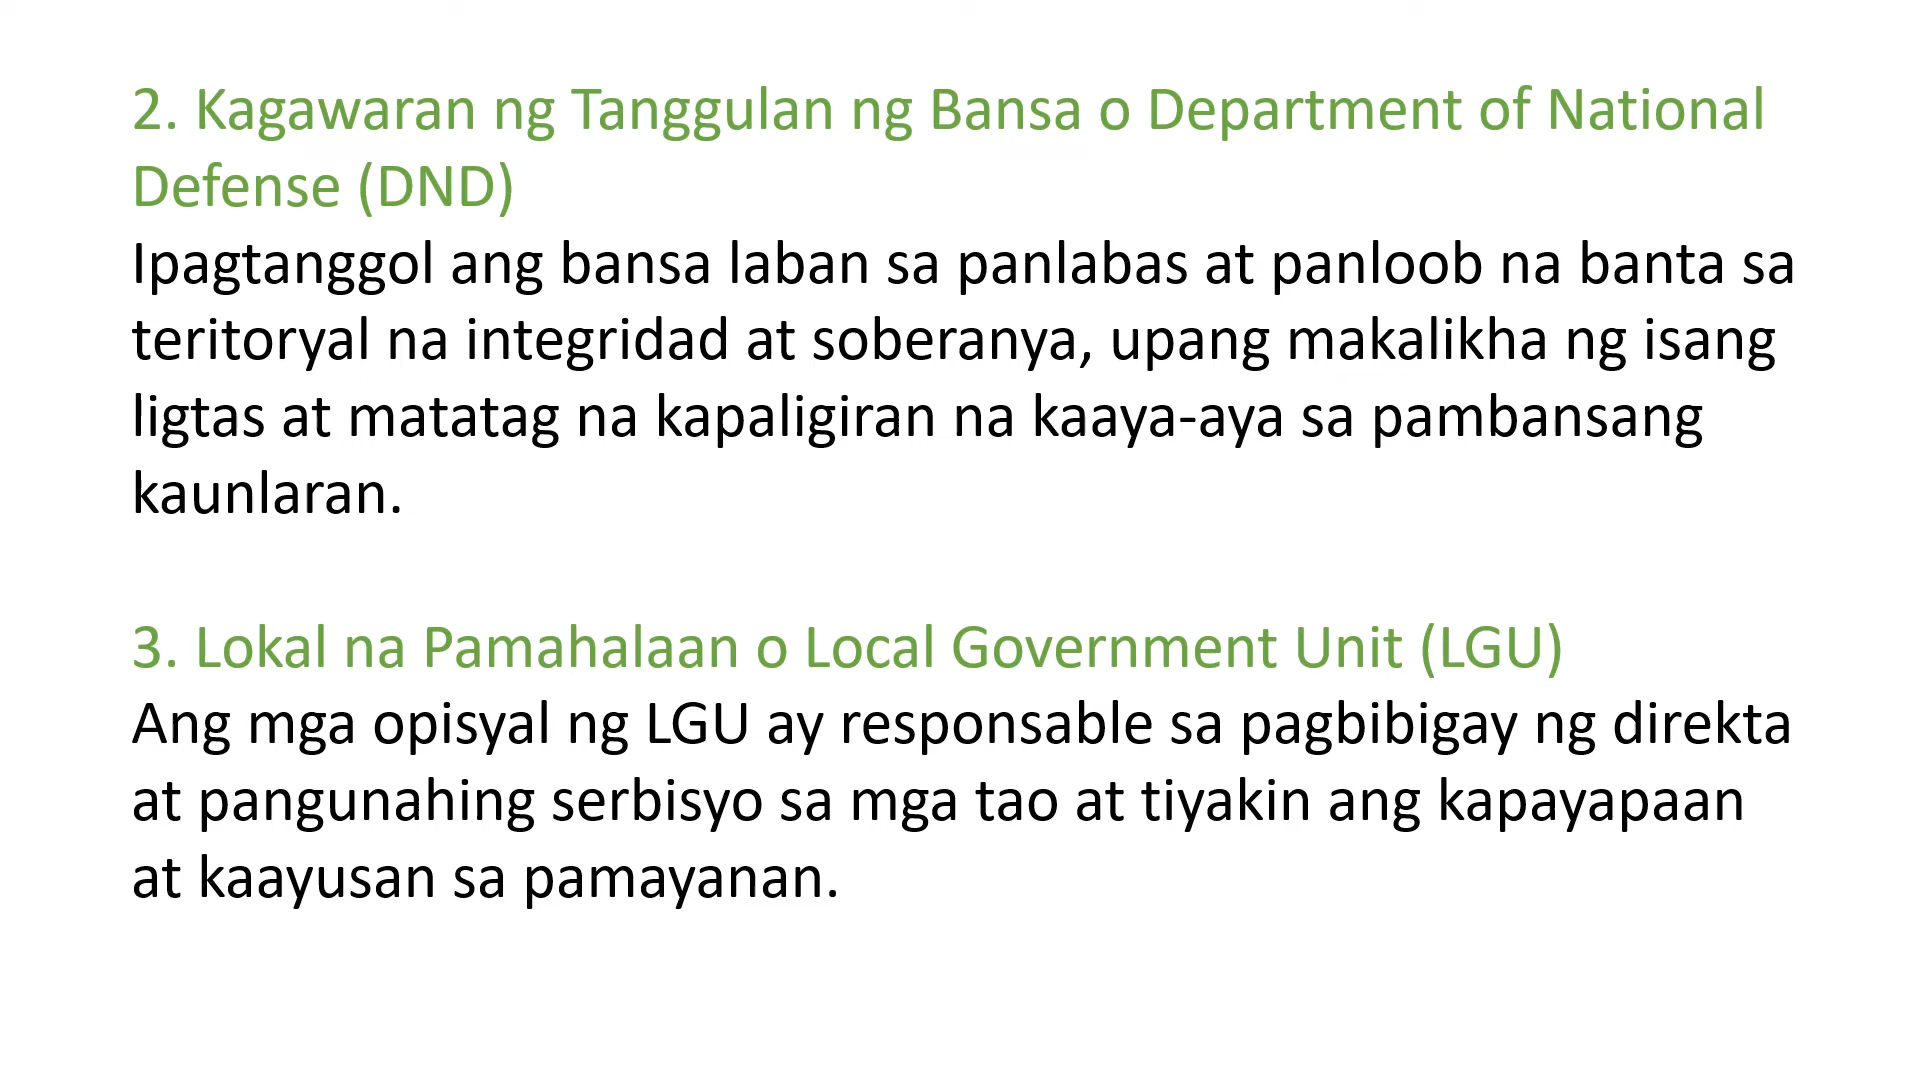 2. Kagawaran ng Tanggulan ng Bansa o Department of National
Defense (DND)
Ipagtanggol ang bansa laban sa panlabas at panloob na banta sa
teritoryal na integridad at soberanya, upang makalikha ng isang
ligtas at matatag na kapaligiran na kaaya-aya sa pambansang
kaunlaran.
3. Lokal na Pamahalaan o Local Government Unit (LGU)
Ang mga opisyal ng LGU ay responsable sa pagbibigay ng direkta
at pangunahing serbisyo sa mga tao at tiyakin ang kapayapaan
at kaayusan sa pamayanan.